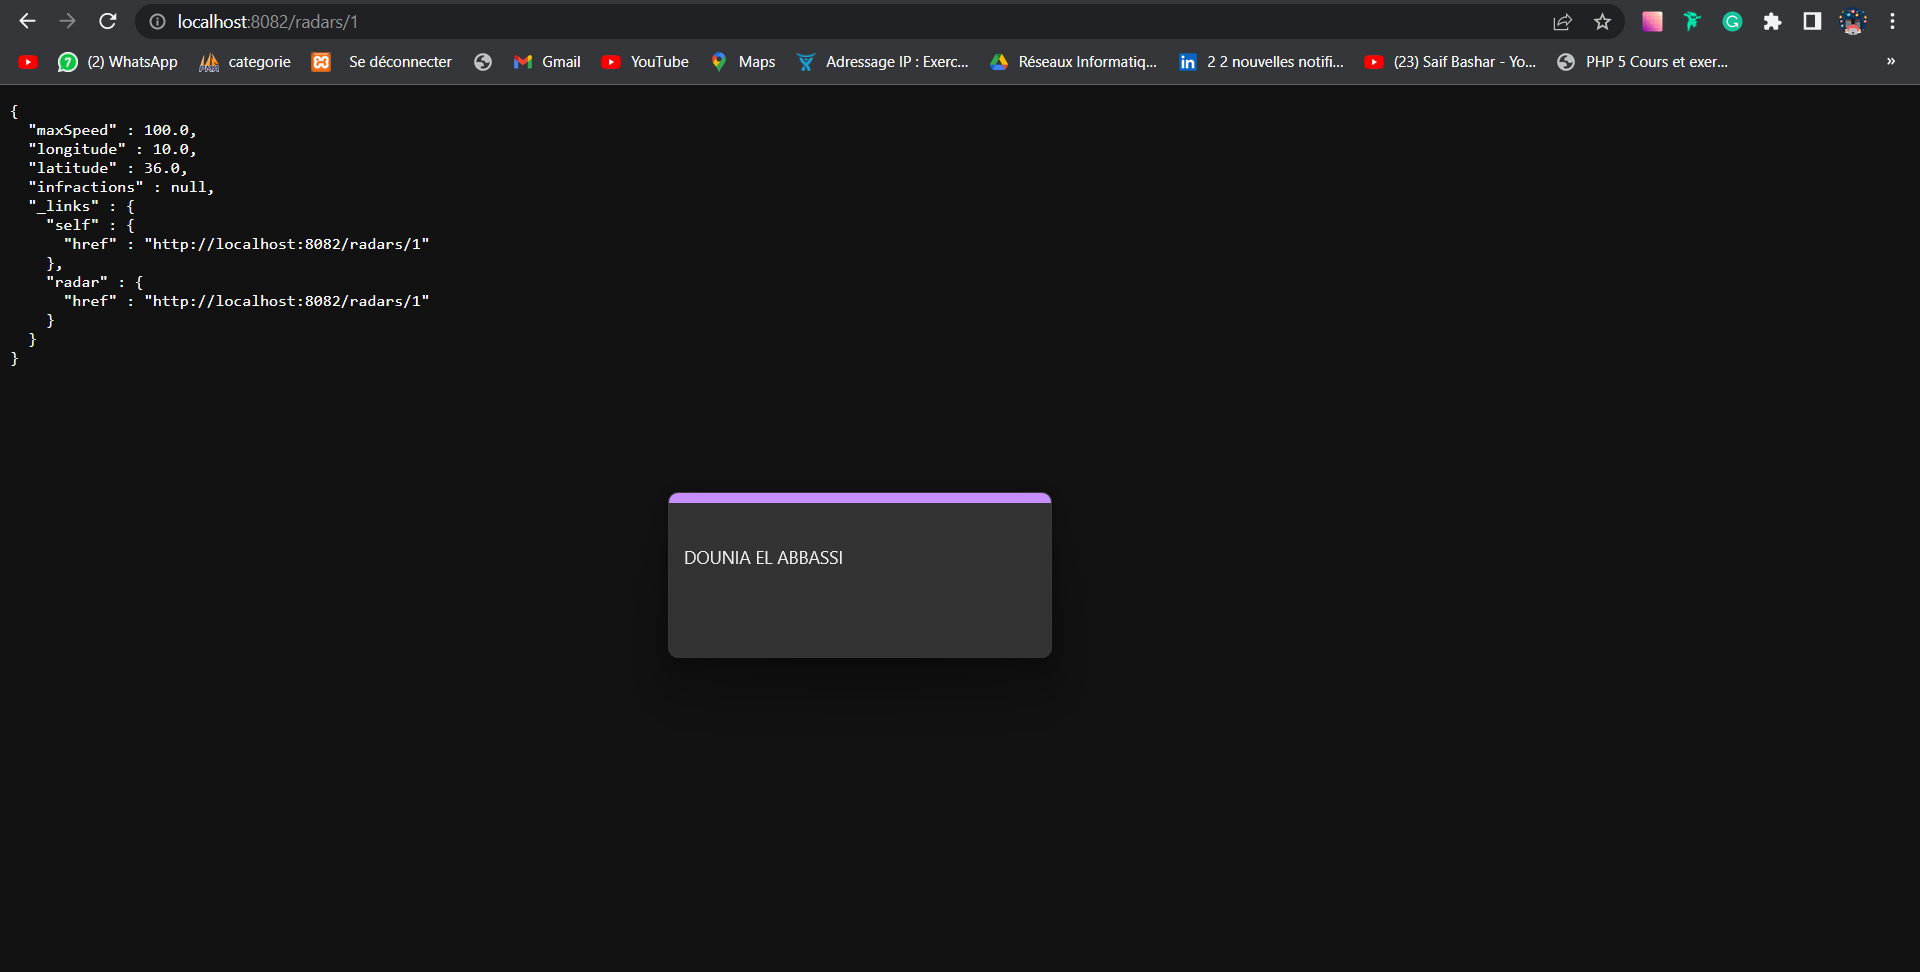 localhost:8082/radars/1
(2) WhatsApp categorie Se déconnecter Gmail YouTube Maps Adressage IP : Exerc... Réseaux Informatiq... 2 2 nouvelles notifi... (23) Saif Bashar - Yo... PHP 5 Cours et exer... »
{
"maxSpeed" : 100.0,
"longitude" : 10.0,
"latitude" : 36.0,
"infractions" : null,
"_links" : {
"self" : {
"href" : "http://localhost:8082/radars/1"
},
"radar" : {
"href" : "http://localhost:8082/radars/1"
}
}
}
DOUNIA EL ABBASSI